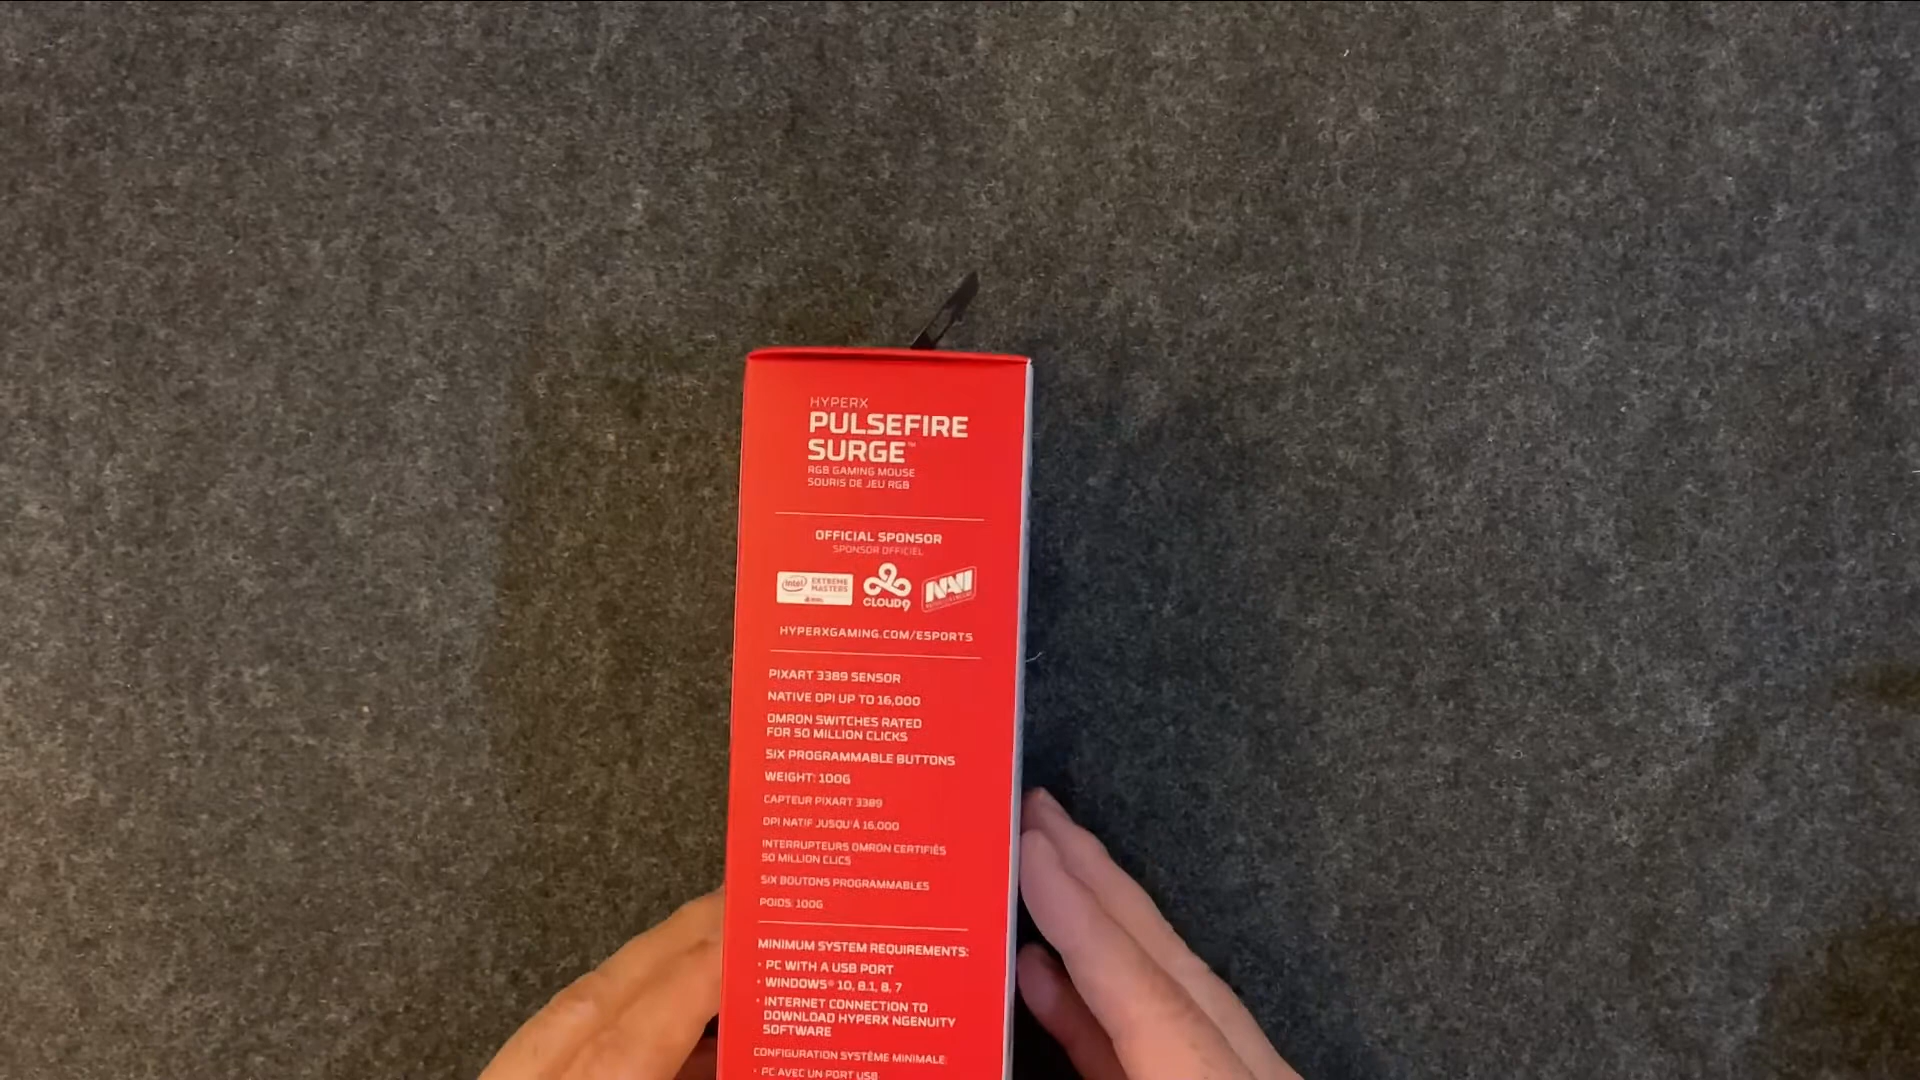 HYPERX
PULSEFIRE
SURGE™
RGB GAMING MOUSE
SOURIS DE JEU RGB
OFFICIAL SPONSOR
SPONSOR OFFICIEL
intel EXTREME
MASTERS
CLOUD9
NAVI
HYPERXGAMING.COM/ESPORTS
PIXART 3389 SENSOR
NATIVE DPI UP TO 16,000
OMRON SWITCHES RATED
FOR 50 MILLION CLICKS
SIX PROGRAMMABLE BUTTONS
WEIGHT: 100G
CAPTEUR PIXART 3389
DPI NATIF JUSQU'À 16,000
INTERRUPTEURS OMRON CERTIFIÉS
50 MILLION CLICS
SIX BOUTONS PROGRAMMABLES
POIDS: 100G
MINIMUM SYSTEM REQUIREMENTS:
• PC WITH A USB PORT
• WINDOWS® 10, 8.1, 8, 7
• INTERNET CONNECTION TO
DOWNLOAD HYPERX NGENUITY
SOFTWARE
CONFIGURATION SYSTÈME MINIMALE:
• PC AVEC UN PORT USB